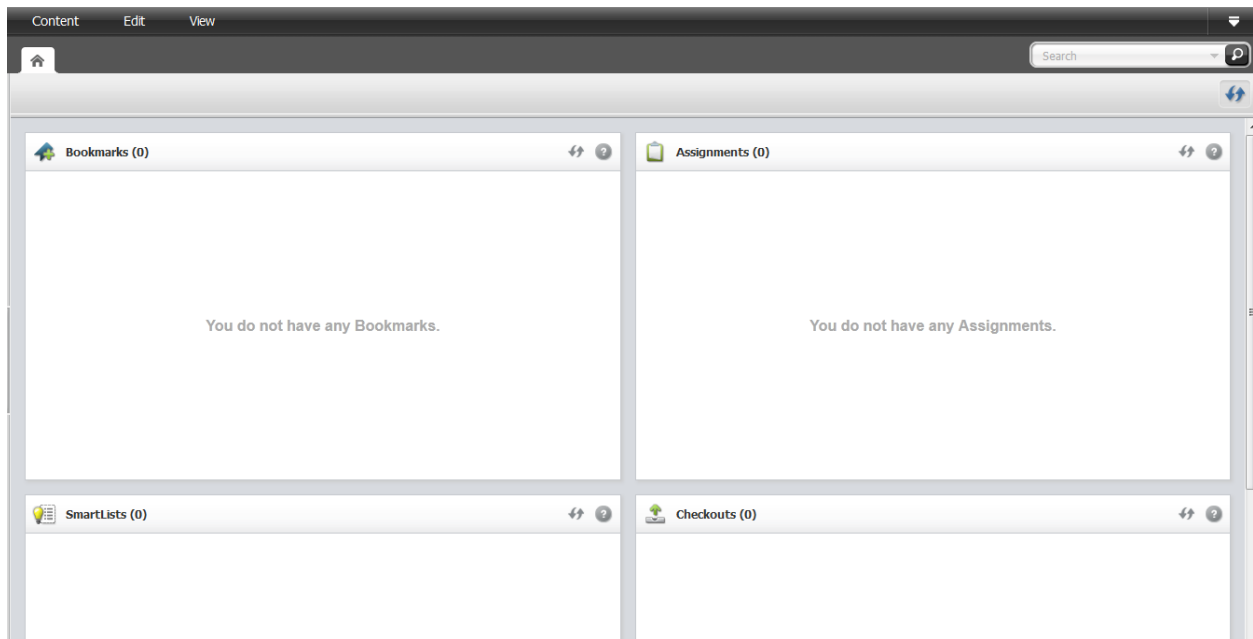 Content Edit View
Search
Bookmarks (0)
Assignments (0)
You do not have any Bookmarks.
You do not have any Assignments.
SmartLists (0)
Checkouts (0)